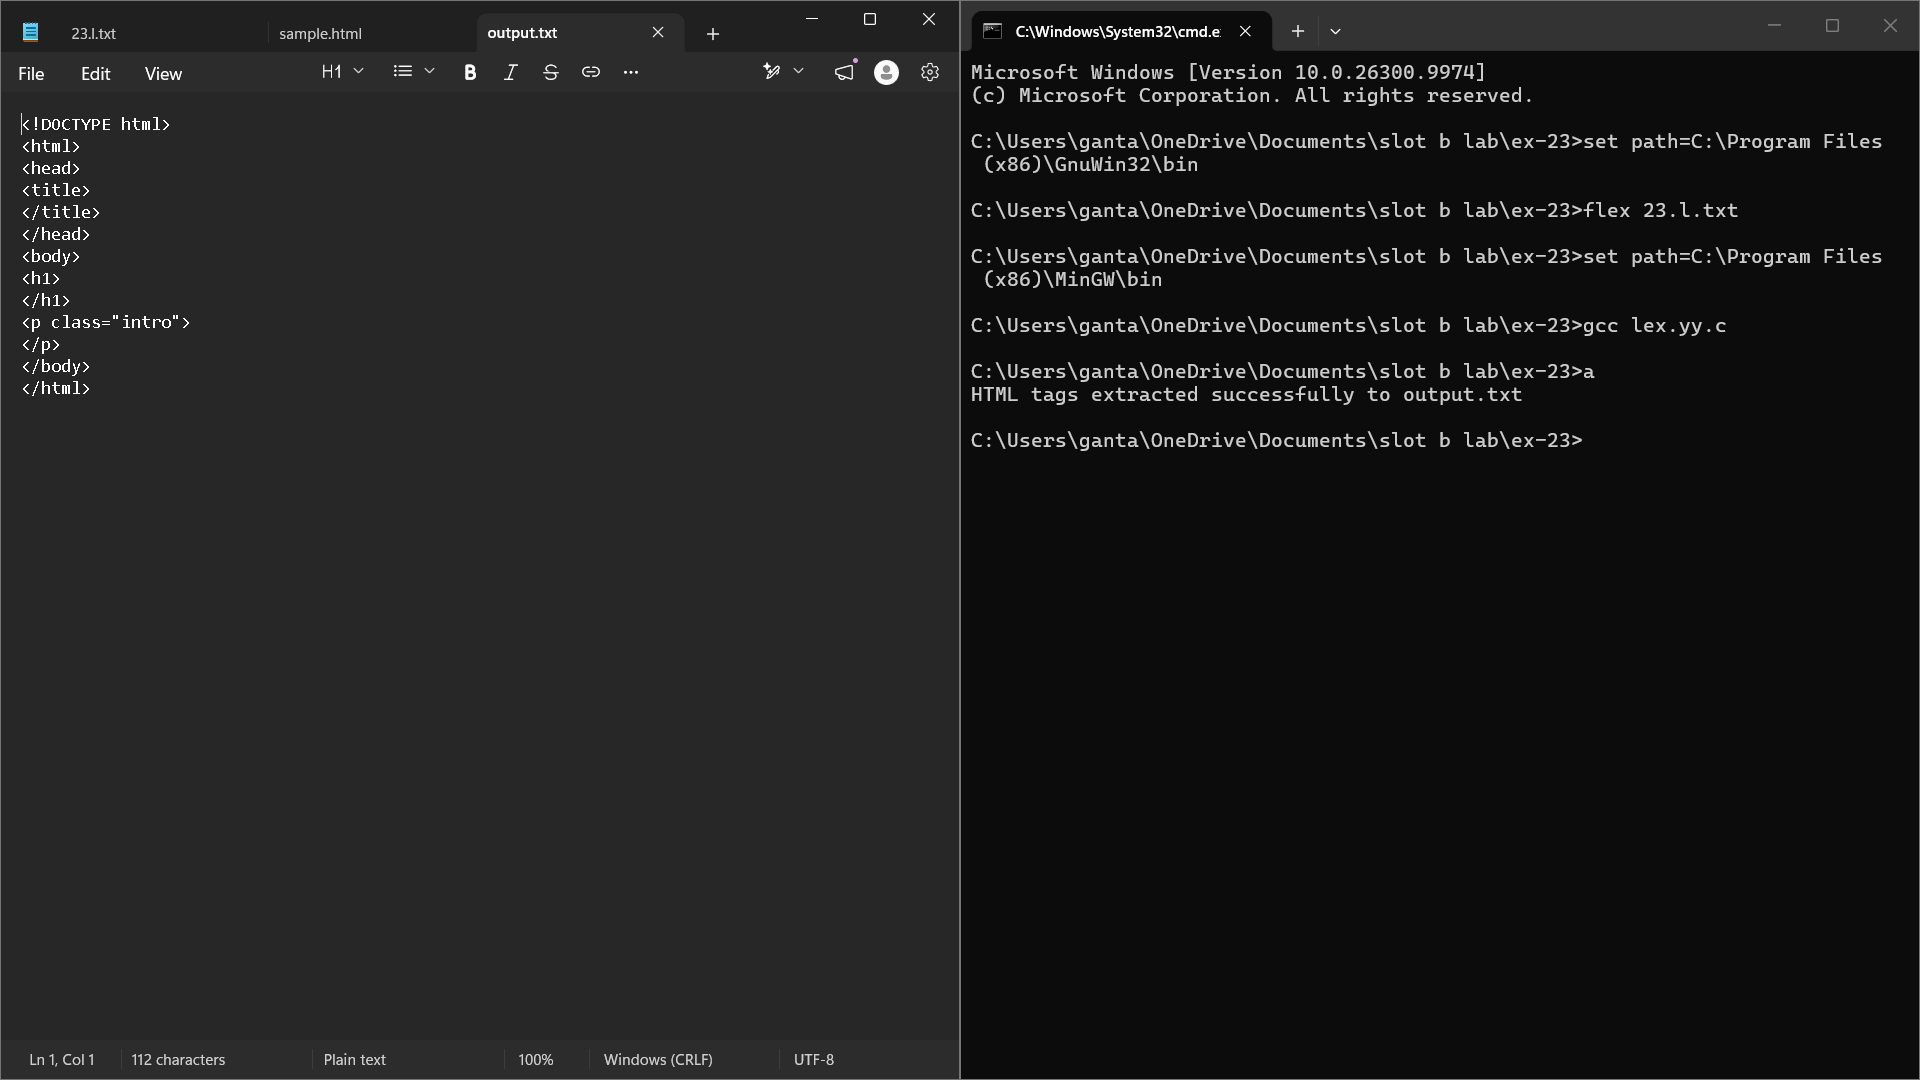 23.l.txt
sample.html
output.txt
File
Edit
View
H1
B
I
S
<!DOCTYPE html>
<html>
<head>
<title>
</title>
</head>
<body>
<h1>
</h1>
<p class="intro">
</p>
</body>
</html>
Ln 1, Col 1
112 characters
Plain text
100%
Windows (CRLF)
UTF-8
C:\Windows\System32\cmd.e
Microsoft Windows [Version 10.0.26300.9974]
(c) Microsoft Corporation. All rights reserved.
C:\Users\ganta\OneDrive\Documents\slot b lab\ex-23>set path=C:\Program Files
(x86)\GnuWin32\bin
C:\Users\ganta\OneDrive\Documents\slot b lab\ex-23>flex 23.l.txt
C:\Users\ganta\OneDrive\Documents\slot b lab\ex-23>set path=C:\Program Files
(x86)\MinGW\bin
C:\Users\ganta\OneDrive\Documents\slot b lab\ex-23>gcc lex.yy.c
C:\Users\ganta\OneDrive\Documents\slot b lab\ex-23>a
HTML tags extracted successfully to output.txt
C:\Users\ganta\OneDrive\Documents\slot b lab\ex-23>